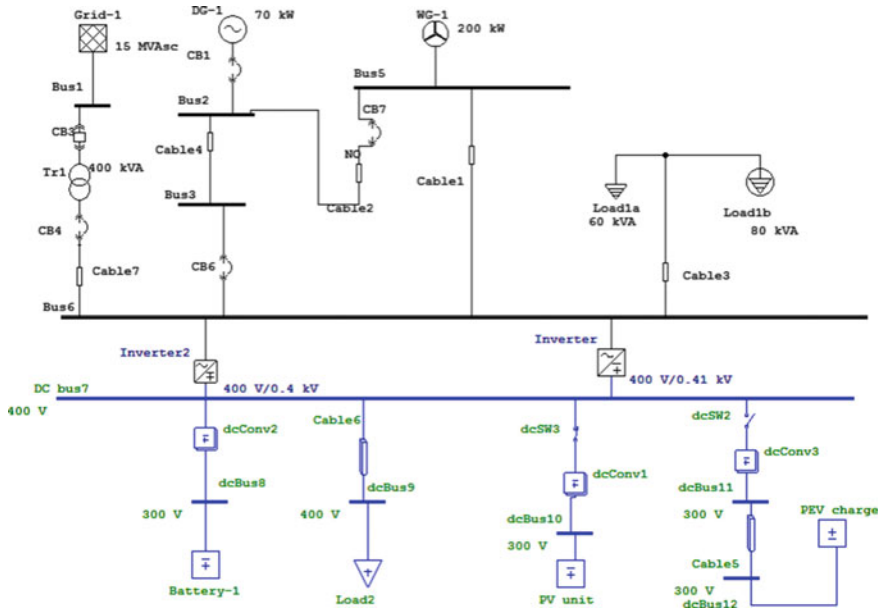 Grid-1
15 MVAsc
DG-1
70 kW
WG-1
200 kW
CB1
Bus1
Bus2
Bus5
CB7
CB3
Cable4
NO
Tr1
400 kVA
Cable1
Bus3
Cable2
Load1a
60 kVA
Load1b
80 kVA
CB4
Cable7
CB6
Cable3
Bus6
Inverter2
Inverter
400 V/0.4 kV
400 V/0.41 kV
DC bus7
400 V
dcConv2
Cable6
dcSW3
dcSW2
dcConv1
dcConv3
dcBus8
300 V
dcBus9
400 V
dcBus10
300 V
dcBus11
300 V
PEV charge
Battery-1
Load2
PV unit
Cable5
300 V
dcBus12